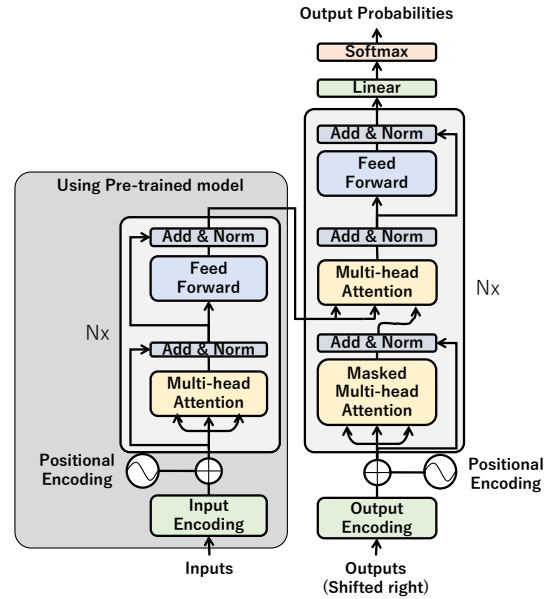 Output Probabilities
Softmax
Linear
Add & Norm
Feed
Forward
Add & Norm
Multi-head
Attention
Nx
Add & Norm
Masked
Multi-head
Attention
Positional
Encoding
Output
Encoding
Outputs
(Shifted right)
Using Pre-trained model
Add & Norm
Feed
Forward
Nx
Add & Norm
Multi-head
Attention
Positional
Encoding
Input
Encoding
Inputs